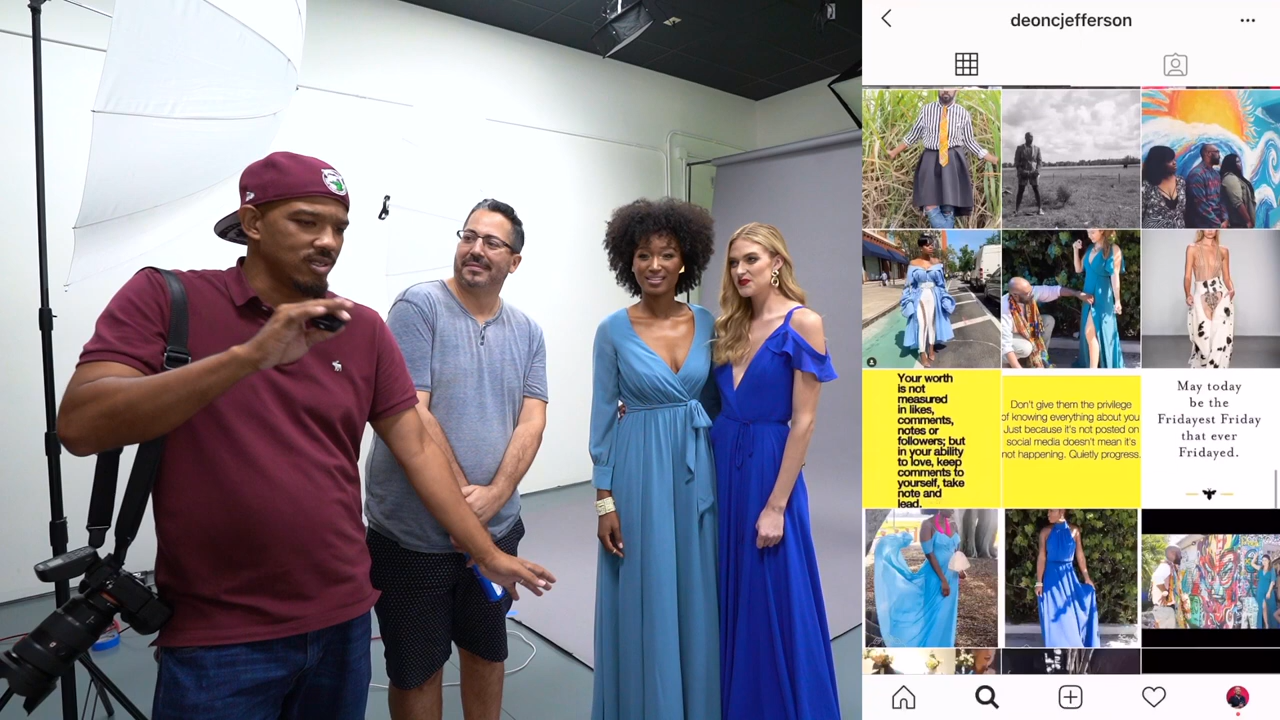 deoncjefferson
Your worth
is not
measured
in likes,
comments,
notes or
followers; but
in your ability
to love, keep
comments to
yourself, take
note and
lead.
Don't give them the privilege
of knowing everything about you
Just because it's not posted on
social media doesn't mean it's
not happening. Quietly progress.
May today
be the
Fridayest Friday
that ever
Fridayed.